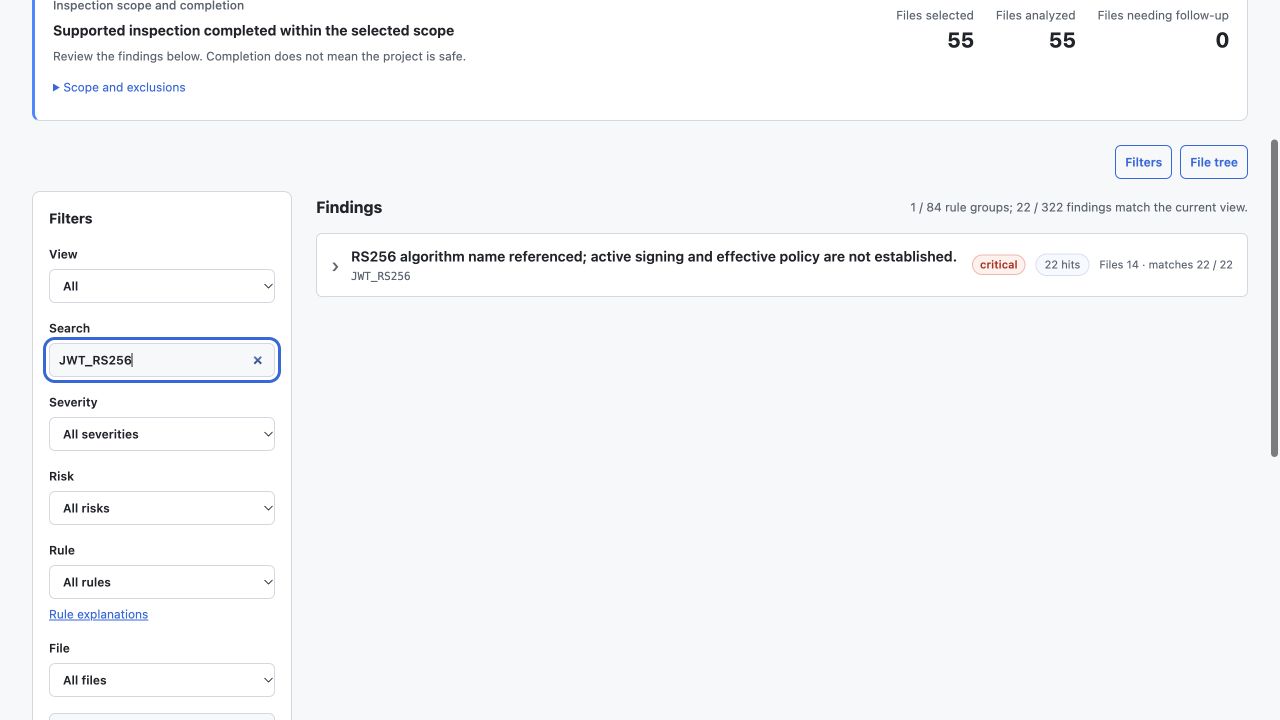 Inspection scope and completion
Supported inspection completed within the selected scope
Review the findings below. Completion does not mean the project is safe.
Scope and exclusions
Files selected
55
Files analyzed
55
Files needing follow-up
0
Filters
File tree
Filters
View
All
Search
JWT_RS256
Severity
All severities
Risk
All risks
Rule
All rules
Rule explanations
File
All files
Findings
1 / 84 rule groups; 22 / 322 findings match the current view.
RS256 algorithm name referenced; active signing and effective policy are not established.
JWT_RS256
critical
22 hits
Files 14 · matches 22 / 22